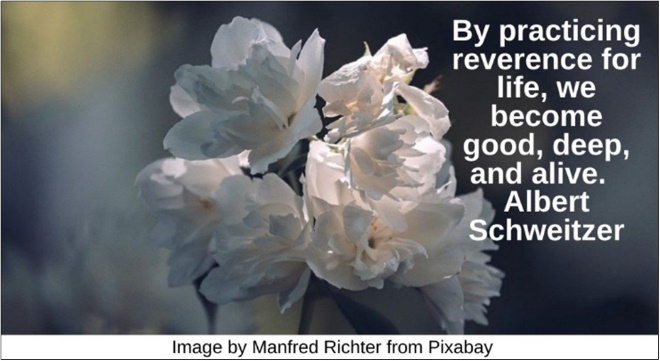 By practicing
reverence for
life, we
become
good, deep,
and alive.
Albert
Schweitzer
Image by Manfred Richter from Pixabay